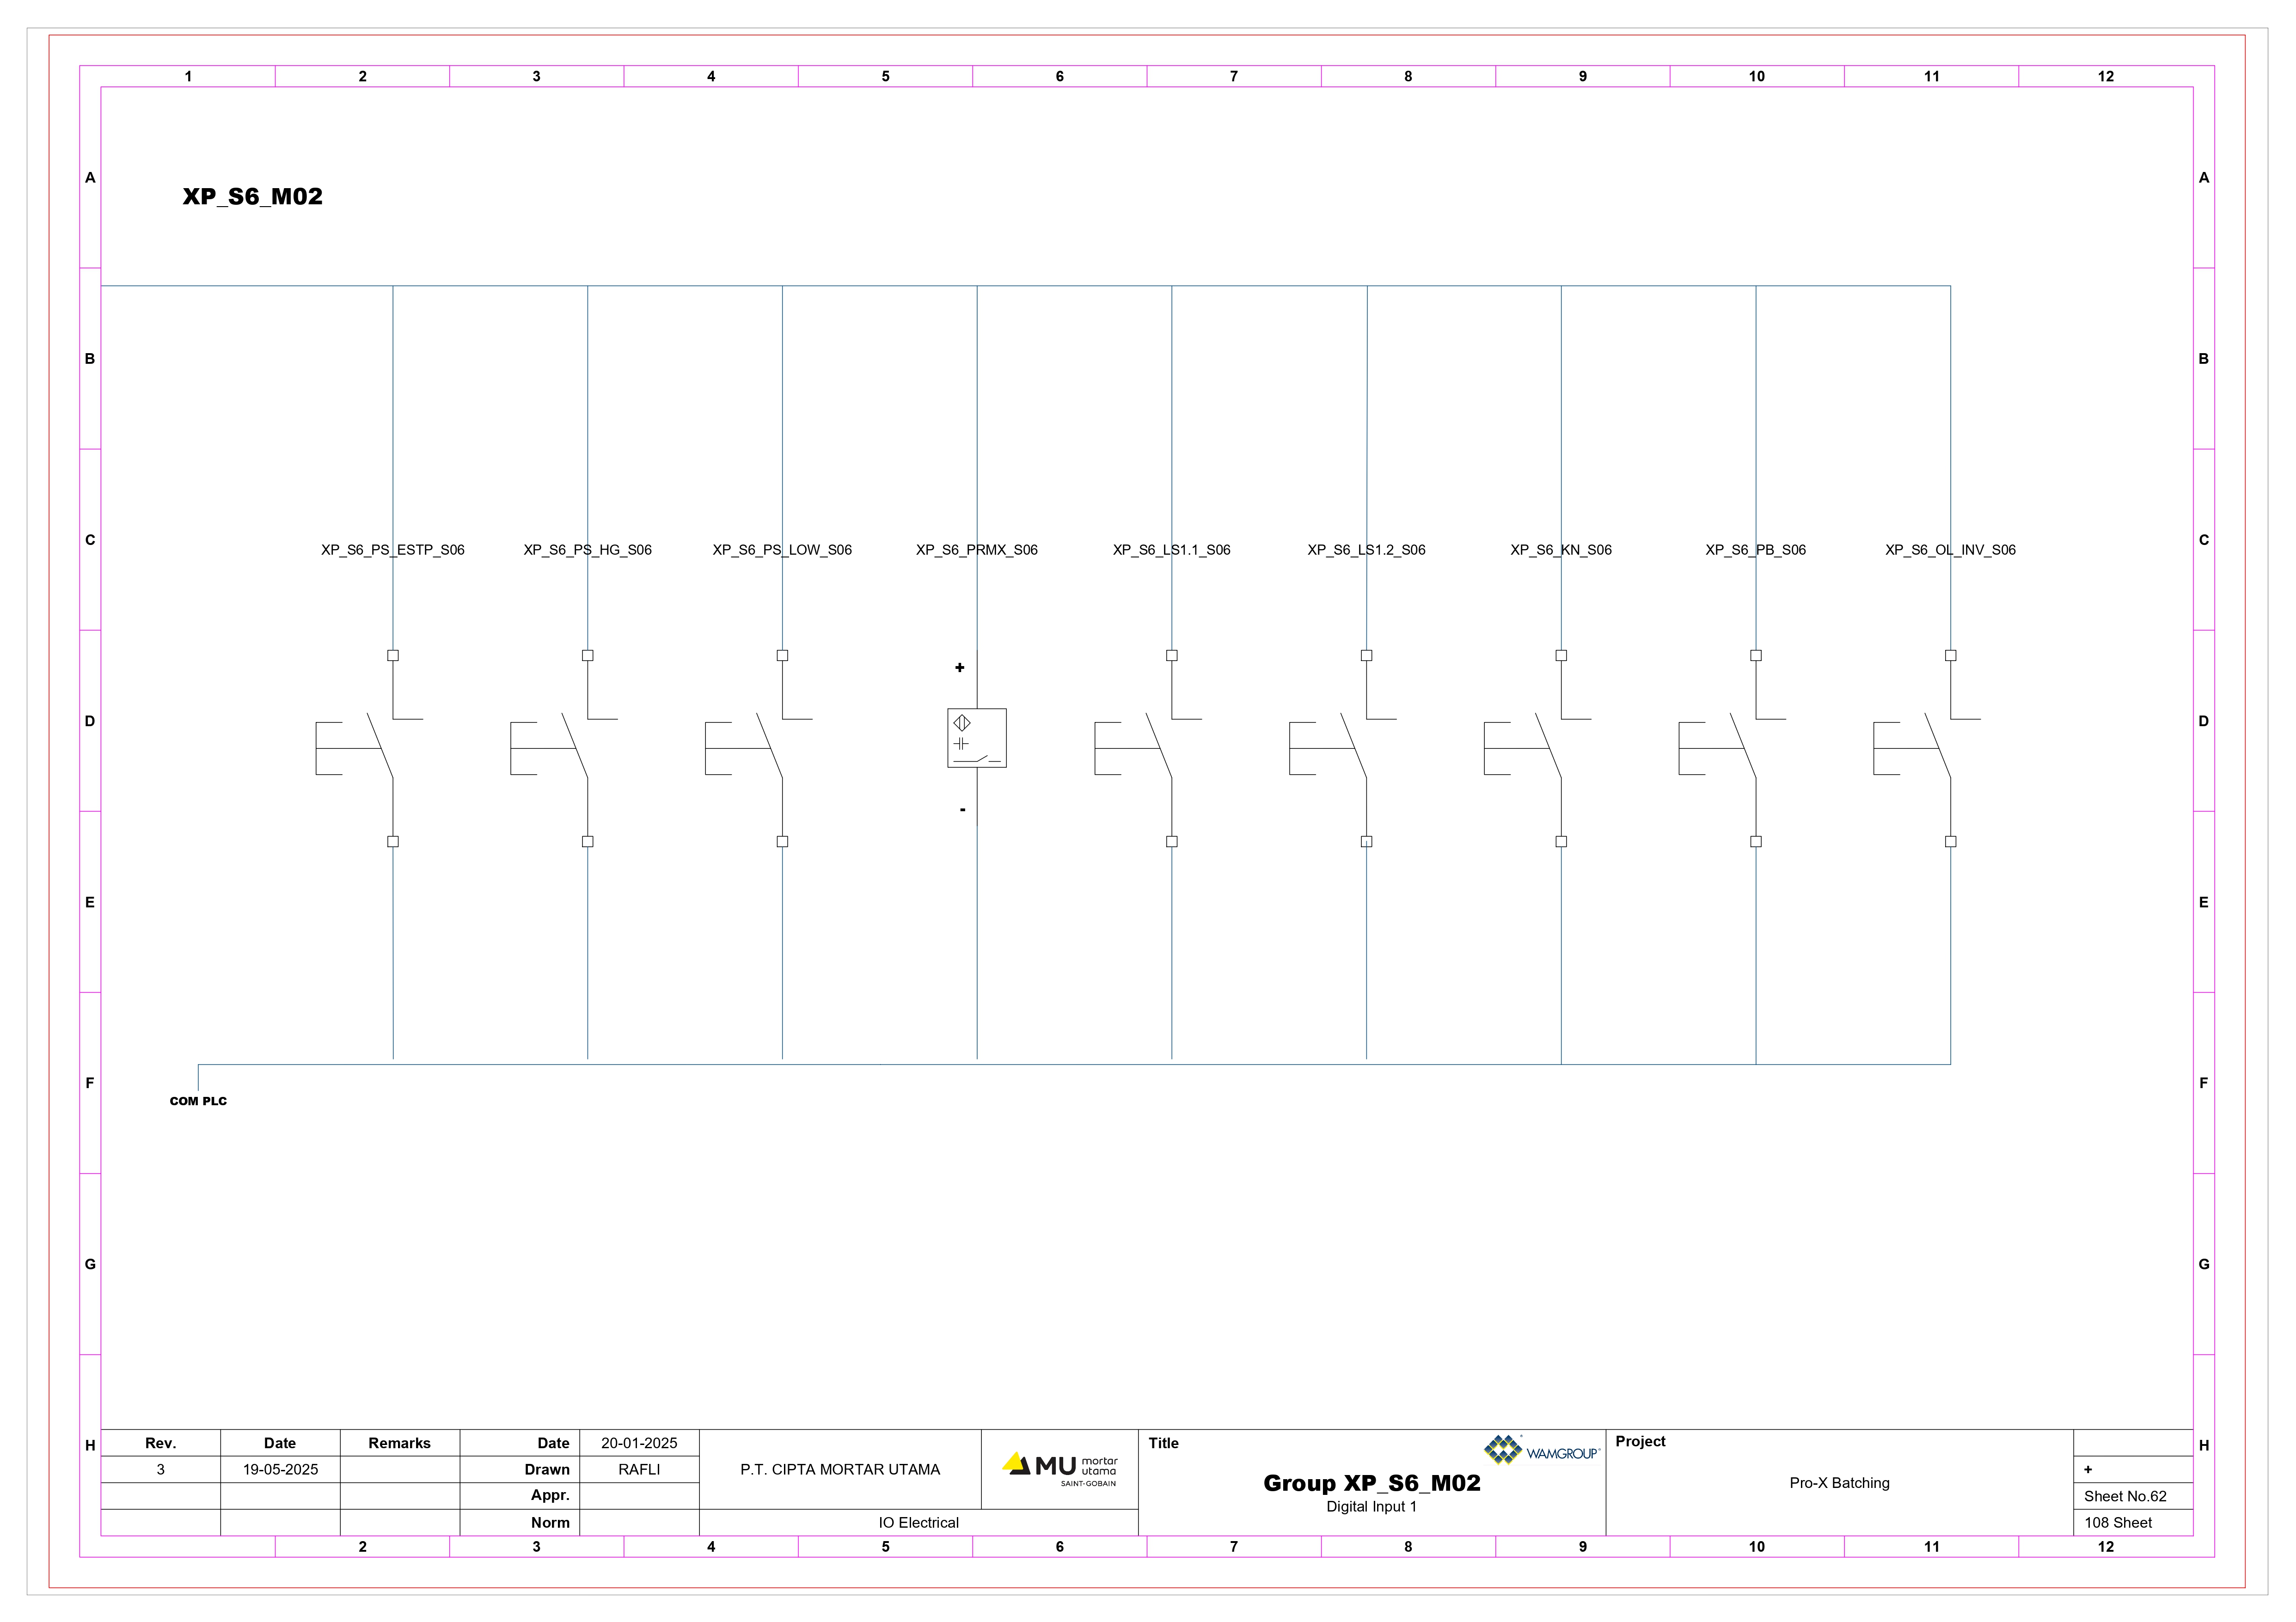 1 2 3 4 5 6 7 8 9 10 11 12
A A
XP_S6_M02
B B
C C
XP_S6_PS_ESTP_S06 XP_S6_PS_HG_S06 XP_S6_PS_LOW_S06 XP_S6_PRMX_S06 XP_S6_LS1.1_S06 XP_S6_LS1.2_S06 XP_S6_KN_S06 XP_S6_PB_S06 XP_S6_OL_INV_S06
+
D D
-
E E
F F
COM PLC
G G
H H
Rev. Date Remarks Date 20-01-2025
3 19-05-2025 Drawn RAFLI
Appr.
Norm
P.T. CIPTA MORTAR UTAMA
MU mortar
utama
SAINT-GOBAIN
IO Electrical
Title
WAMGROUP®
Group XP_S6_M02
Digital Input 1
Project
Pro-X Batching
+
Sheet No.62
108 Sheet
2 3 4 5 6 7 8 9 10 11 12